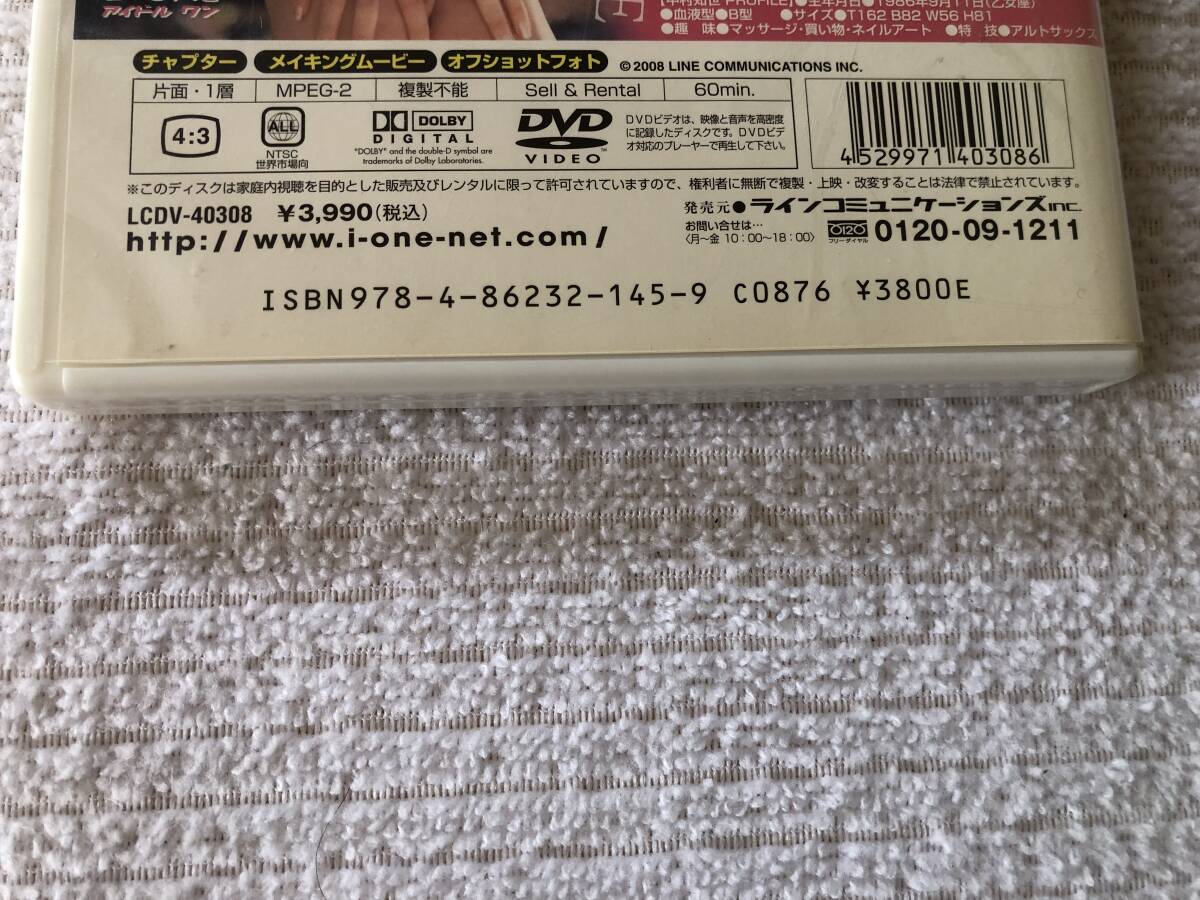 アイドル ワン
【中村知世 PROFILE】●生年月日●1986年9月11日(乙女座)
●血液型●B型 ●サイズ●T162 B82 W56 H81
●趣 味●マッサージ・買い物・ネイルアート ●特 技●アルトサックス
チャプター メイキングムービー オフショットフォト ©2008 LINE COMMUNICATIONS INC.
片面・1層 MPEG-2 複製不能 Sell & Rental 60min.
4:3
ALL
NTSC
世界市場向
DOLBY
DIGITAL
"DOLBY" and the double-D symbol are
trademarks of Dolby Laboratories.
DVD
VIDEO
DVDビデオは、映像と音声を高密度
に記録したディスクです。DVDビデ
オ対応のプレーヤーで再生して下さい。
4 529971 403086
※このディスクは家庭内視聴を目的とした販売及びレンタルに限って許可されていますので、権利者に無断で複製・上映・改変することは法律で禁止されています。
LCDV-40308 ¥3,990(税込)
発売元●ラインコミュニケーションズINC.
http://www.i-one-net.com/
お問い合せは…
〈月~金 10:00~18:00〉
0120
フリーダイヤル
0120-09-1211
ISBN978-4-86232-145-9 C0876 ¥3800E